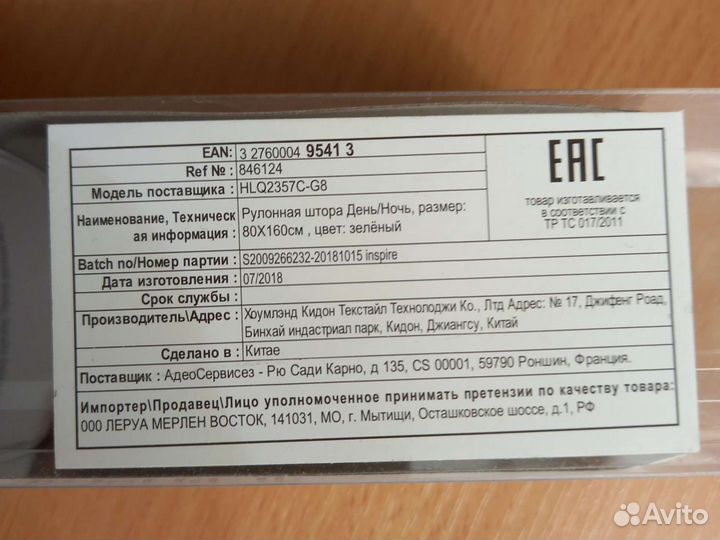 EAN: 3 2760004 9541 3
Ref № : 846124
Модель поставщика : HLQ2357C-G8
Наименование, Техническ
ая информация : Рулонная штора День/Ночь, размер:
80Х160см , цвет: зелёный
EAC
товар изготавливается
в соответствии с
ТР ТС 017/2011
Batch no/Номер партии : S2009266232-20181015 inspire
Дата изготовления : 07/2018
Срок службы :
Производитель\Адрес : Хоумлэнд Кидон Текстайл Технолоджи Ко., Лтд Адрес: № 17, Джифенг Роад,
Бинхай индастриал парк, Кидон, Джиангсу, Китай
Сделано в : Китае
Поставщик : АдеоСервисез - Рю Сади Карно, д 135, CS 00001, 59790 Роншин, Франция.
Импортер\Продавец\Лицо уполномоченное принимать претензии по качеству товара:
ООО ЛЕРУА МЕРЛЕН ВОСТОК, 141031, МО, г. Мытищи, Осташковское шоссе, д.1, РФ
Avito